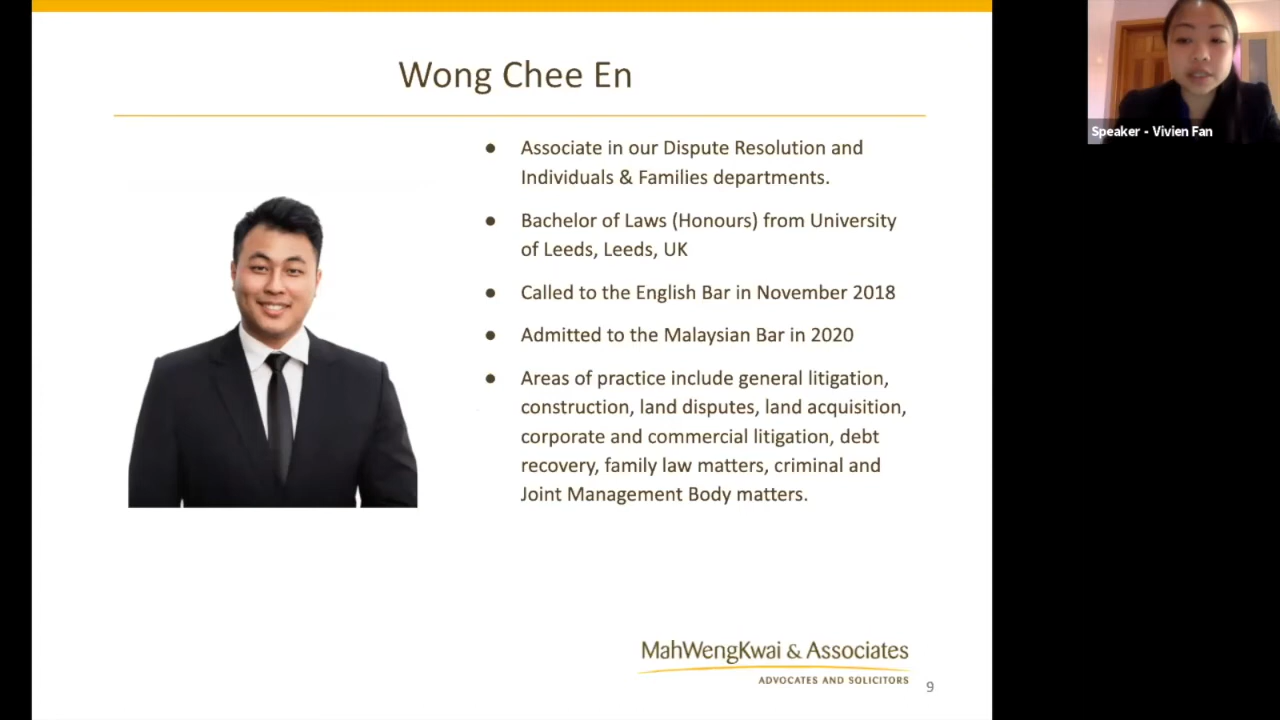 Wong Chee En
● Associate in our Dispute Resolution and
Individuals & Families departments.
● Bachelor of Laws (Honours) from University
of Leeds, Leeds, UK
● Called to the English Bar in November 2018
● Admitted to the Malaysian Bar in 2020
● Areas of practice include general litigation,
construction, land disputes, land acquisition,
corporate and commercial litigation, debt
recovery, family law matters, criminal and
Joint Management Body matters.
MahWengKwai & Associates
ADVOCATES AND SOLICITORS
9
Speaker - Vivien Fan